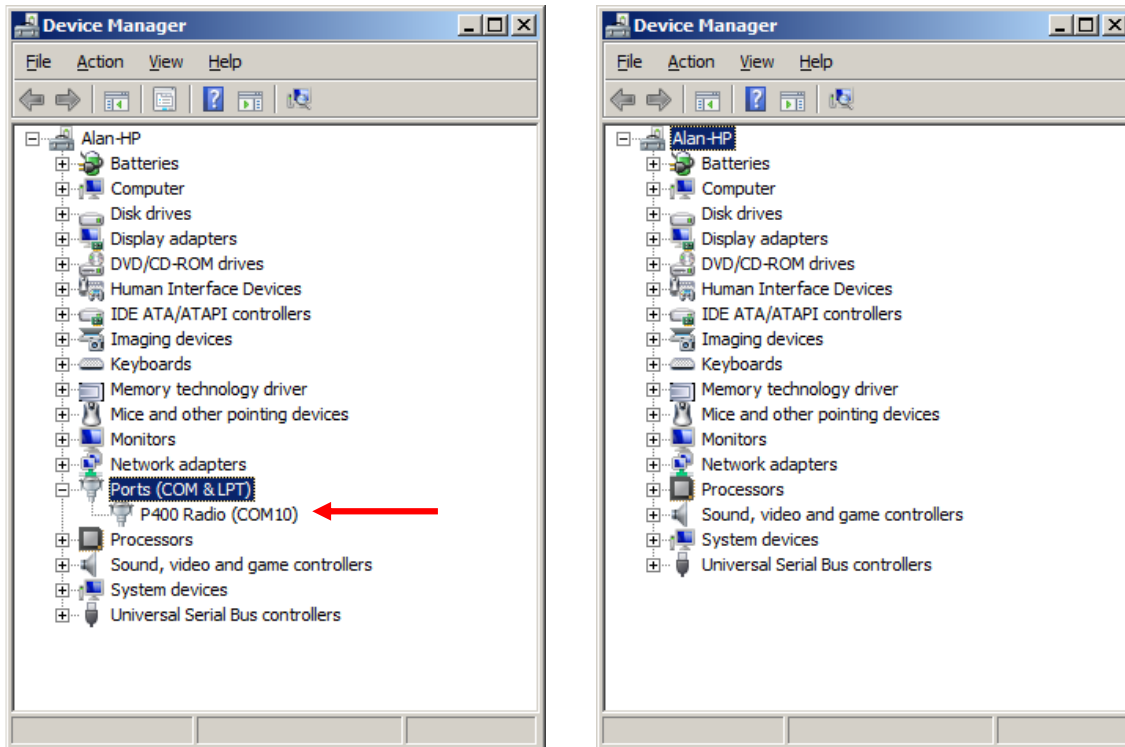 Device Manager
File Action View Help
Alan-HP
Batteries
Computer
Disk drives
Display adapters
DVD/CD-ROM drives
Human Interface Devices
IDE ATA/ATAPI controllers
Imaging devices
Keyboards
Memory technology driver
Mice and other pointing devices
Monitors
Network adapters
Ports (COM & LPT)
P400 Radio (COM10)
Processors
Sound, video and game controllers
System devices
Universal Serial Bus controllers
Device Manager
File Action View Help
Alan-HP
Batteries
Computer
Disk drives
Display adapters
DVD/CD-ROM drives
Human Interface Devices
IDE ATA/ATAPI controllers
Imaging devices
Keyboards
Memory technology driver
Mice and other pointing devices
Monitors
Network adapters
Processors
Sound, video and game controllers
System devices
Universal Serial Bus controllers